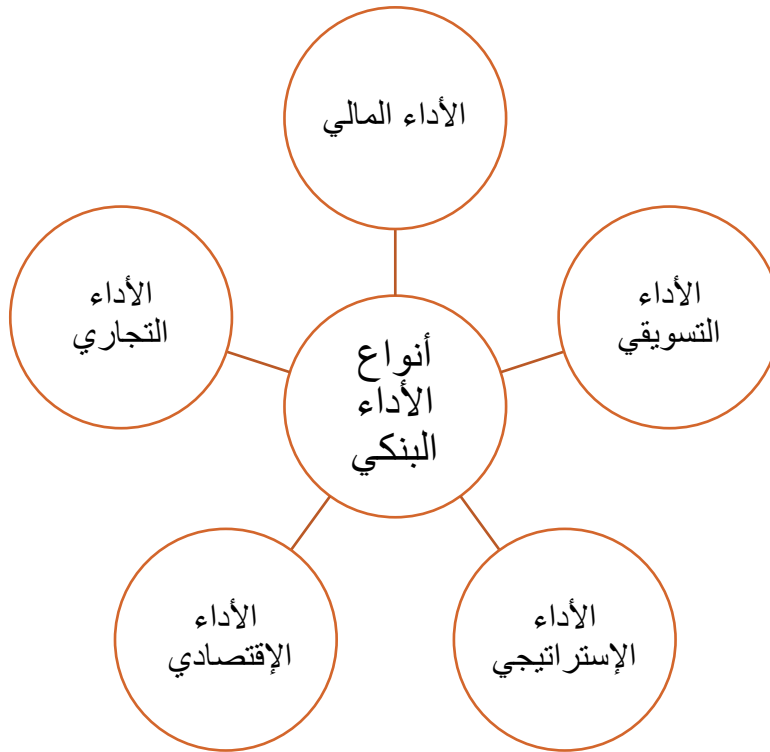 الأداء المالي
الأداء
التسويقي
الأداء
الإستراتيجي
الأداء
الإقتصادي
الأداء
التجاري
أنواع
الأداء
البنكي